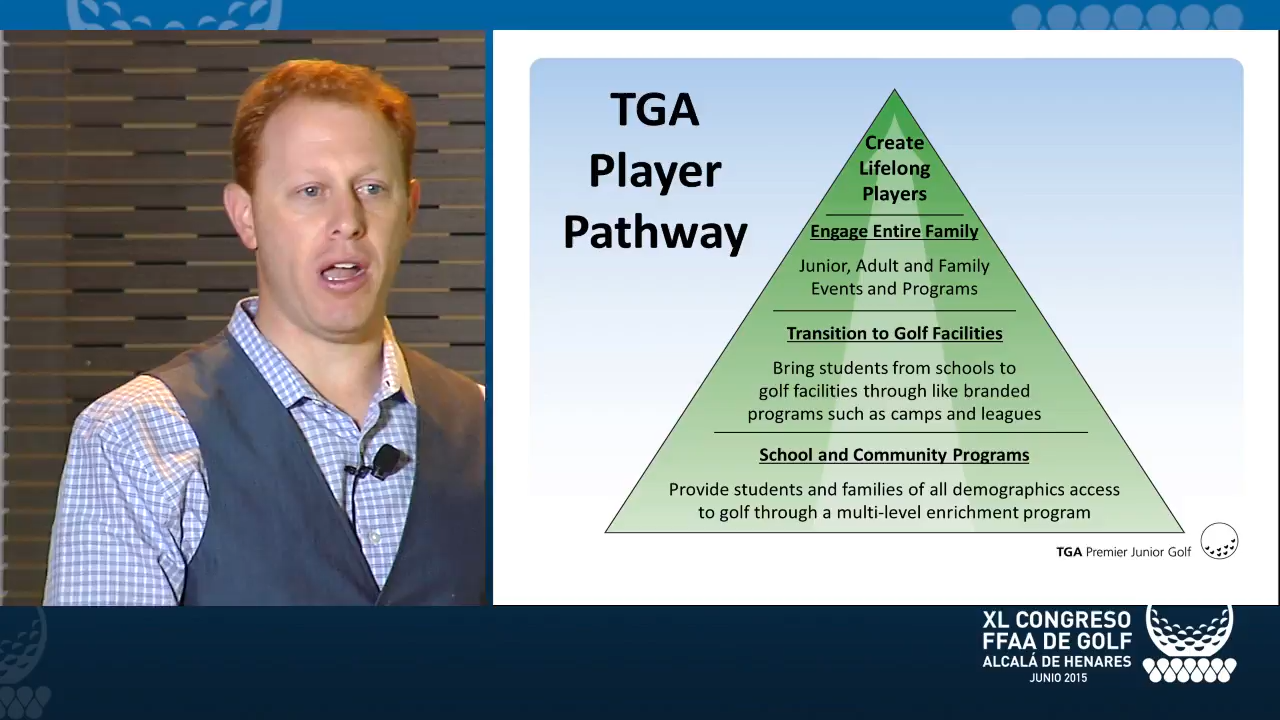 TGA
Player
Pathway
Create
Lifelong
Players
Engage Entire Family
Junior, Adult and Family
Events and Programs
Transition to Golf Facilities
Bring students from schools to
golf facilities through like branded
programs such as camps and leagues
School and Community Programs
Provide students and families of all demographics access
to golf through a multi-level enrichment program
TGA Premier Junior Golf
XL CONGRESO
FFAA DE GOLF
ALCALÁ DE HENARES
JUNIO 2015